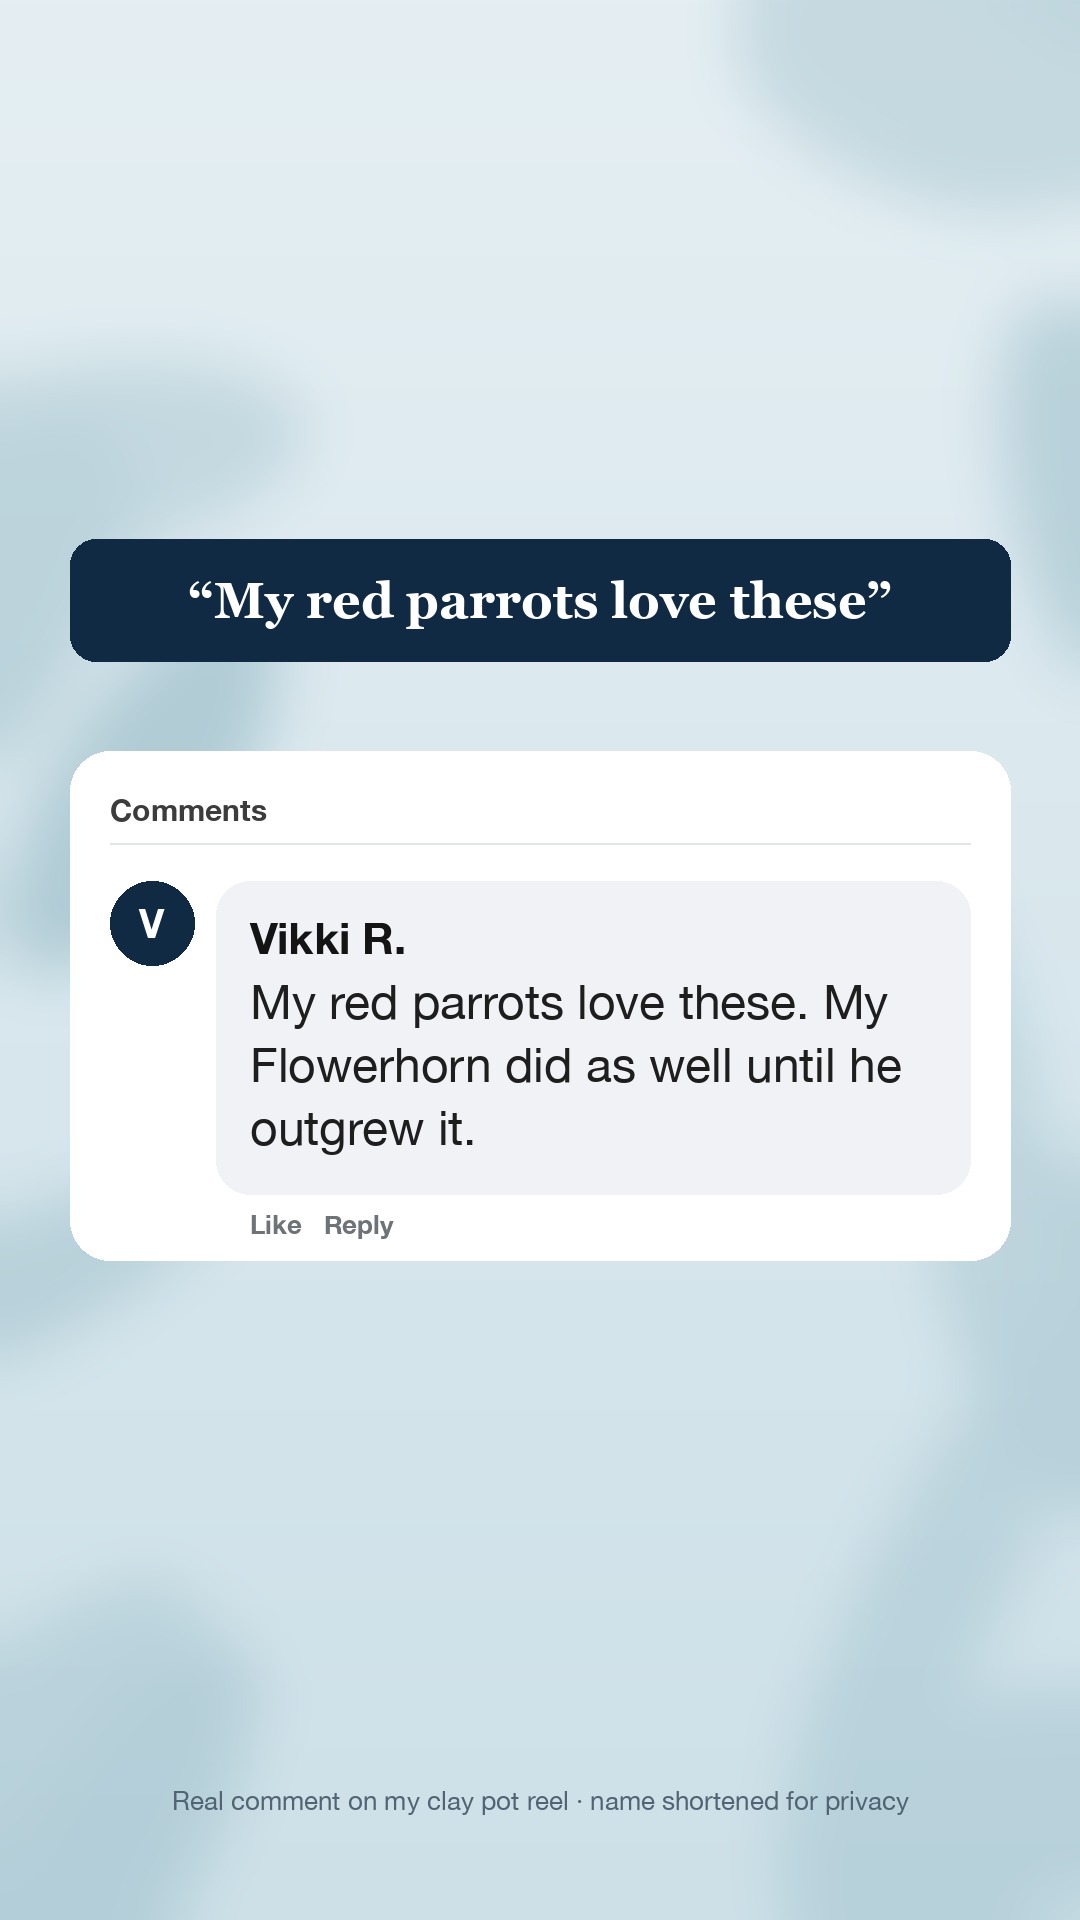 “My red parrots love these”
Comments
V
Vikki R.
My red parrots love these. My
Flowerhorn did as well until he
outgrew it.
Like Reply
Real comment on my clay pot reel · name shortened for privacy